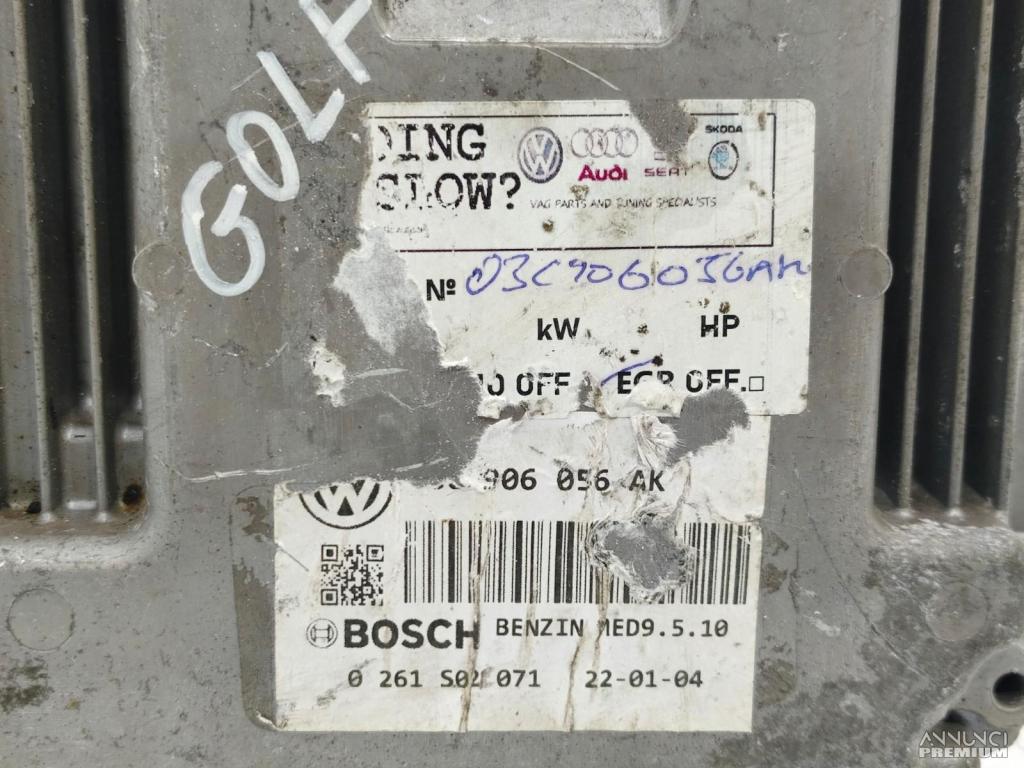 GOLF
DING
SLOW?
Audi
SEAT
SKODA
VAG PARTS AND TUNING SPECIALISTS
Nº 03C906056AK
kW HP
OFF EGR OFF.
906 056 AK
BOSCH BENZIN MED9.5.10
0 261 S02 071 22-01-04
ANNUNCI
PREMIUM